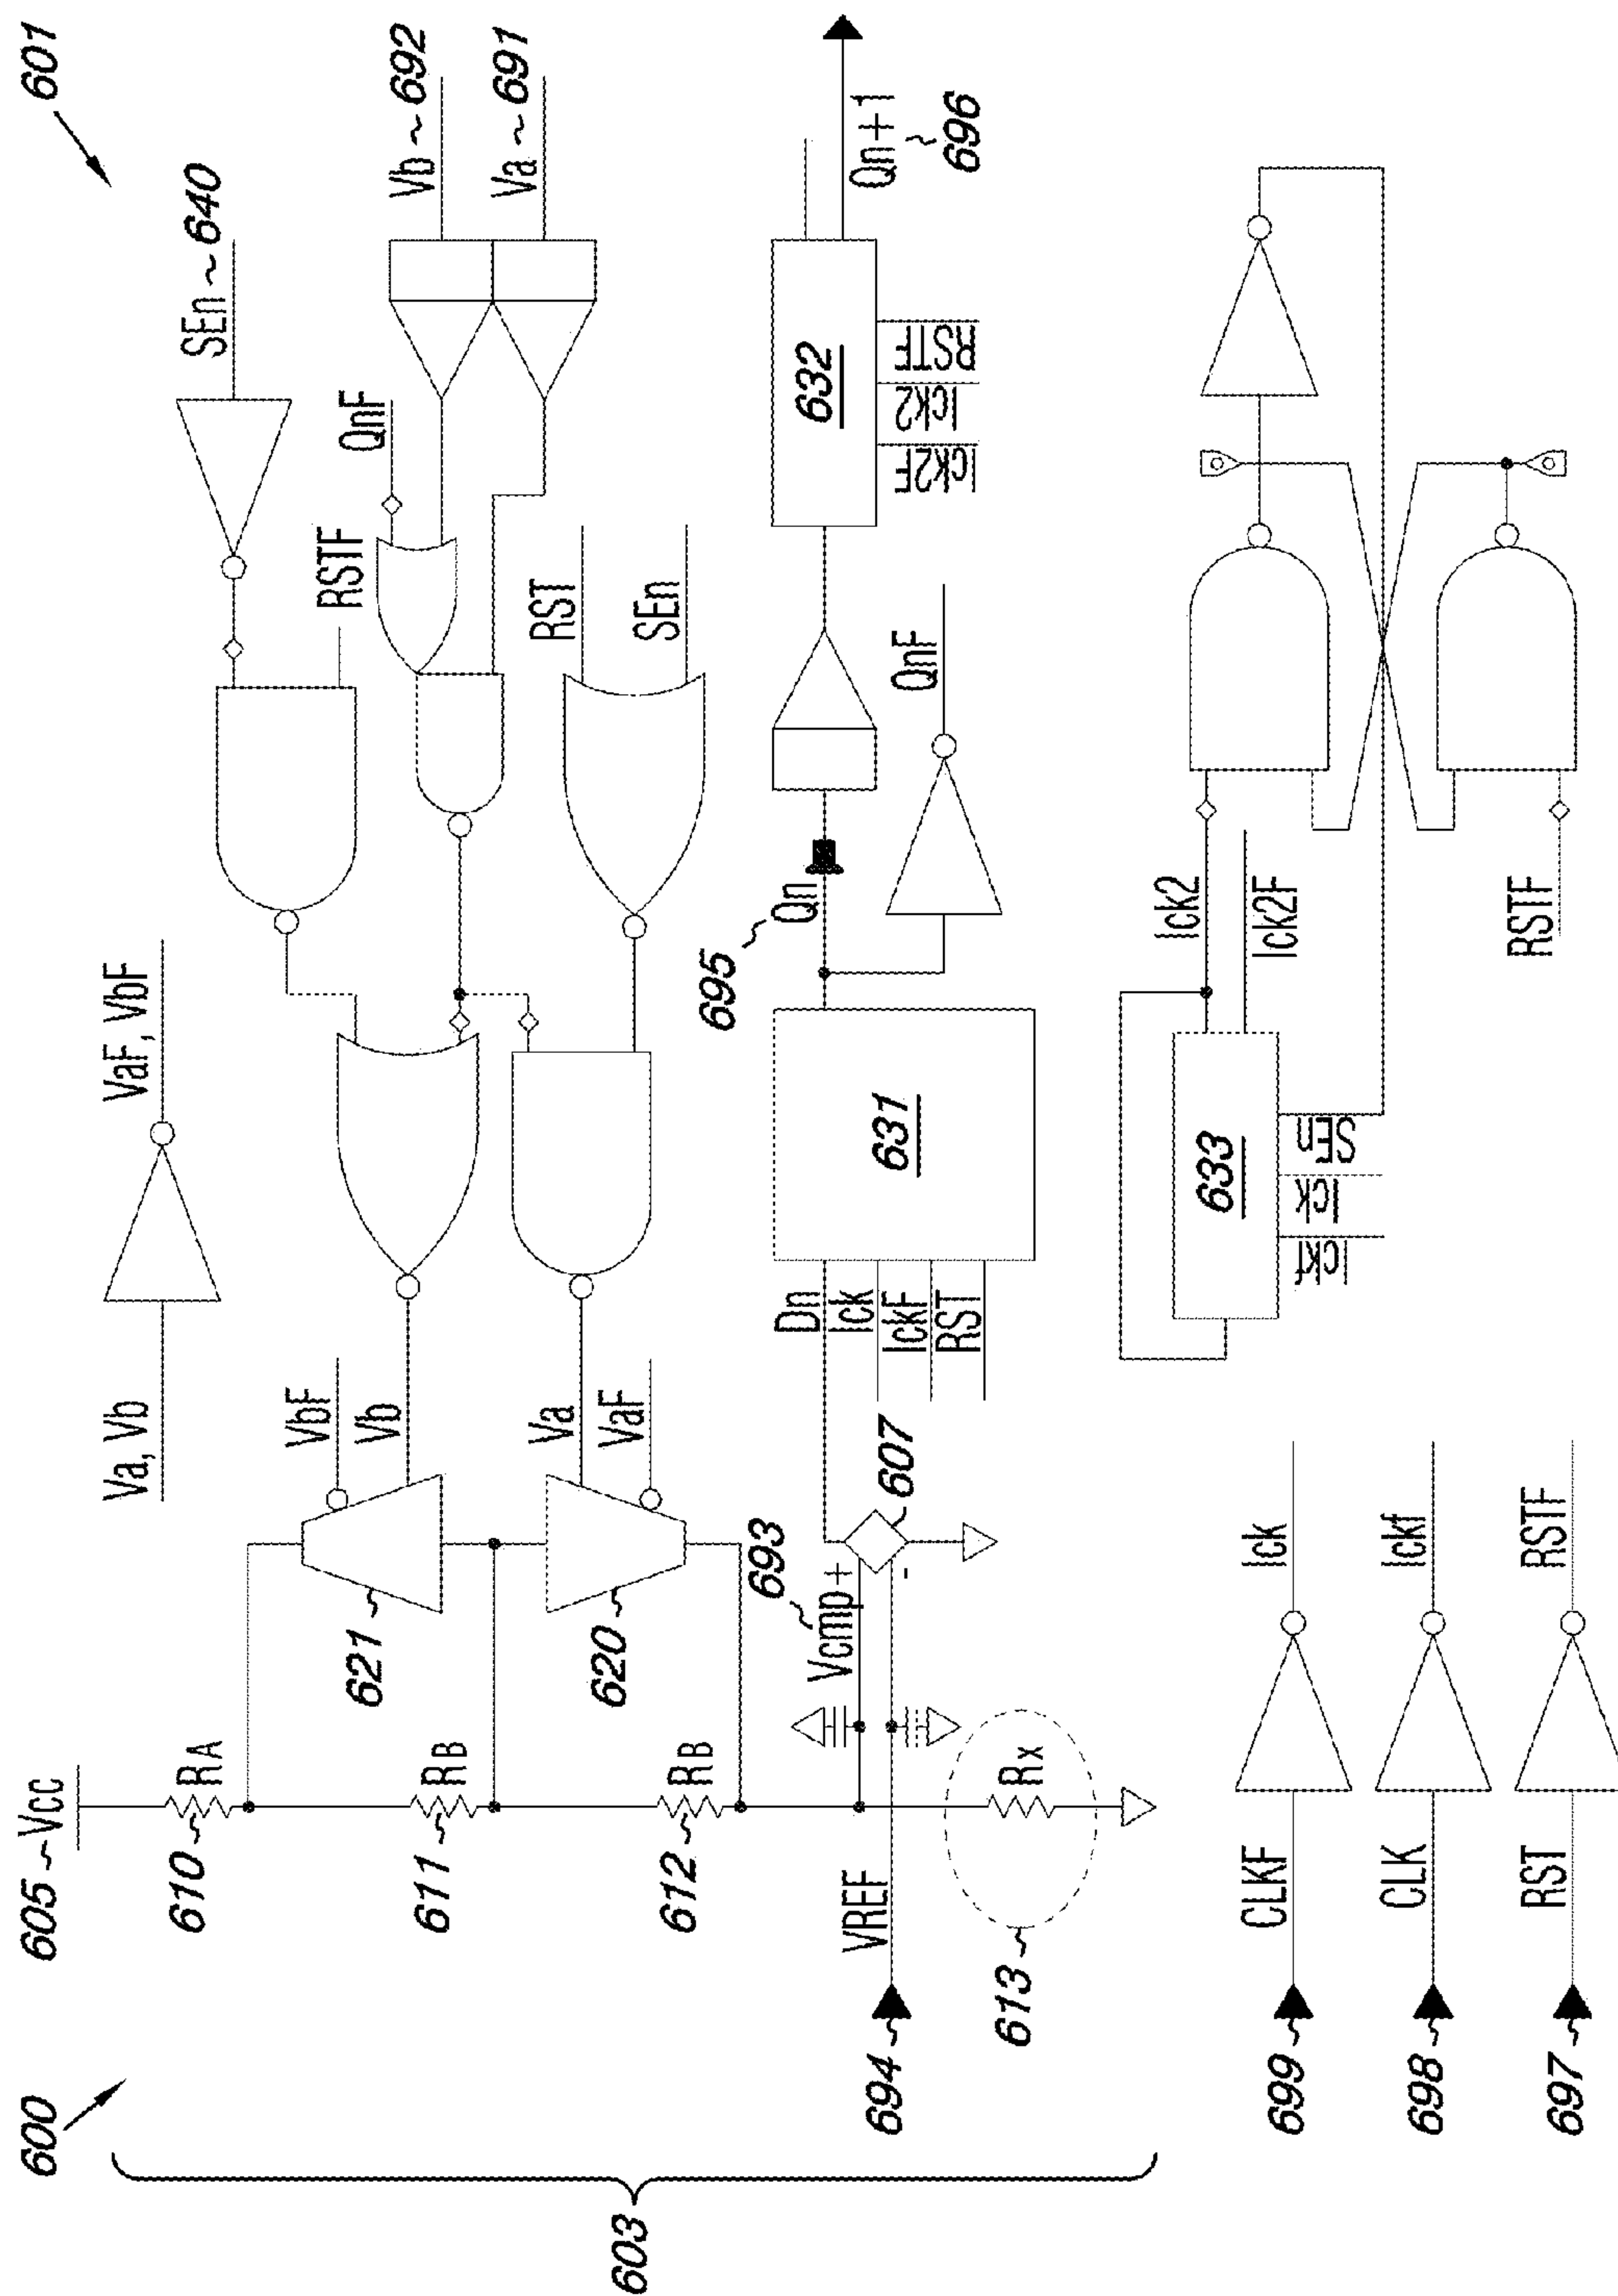 600
601
603
605 ~ Vcc
610
RA
611
RB
612
RB
613
Rx
621
620
VbF
Vb
Va
VaF
Va, Vb
VaF, VbF
SEn ~ 640
RSTF
QnF
Vb ~ 692
Va ~ 691
RST
SEn
694
VREF
693
Vcmp
+
-
607
Dn
Ick
IckF
RST
631
695
Qn
QnF
632
Ick2F
Ick2
RSTF
Qn+1
696
633
Ickf
Ick
SEn
Ick2
Ick2F
RSTF
699
CLKF
Ick
698
CLK
Ickf
697
RST
RSTF